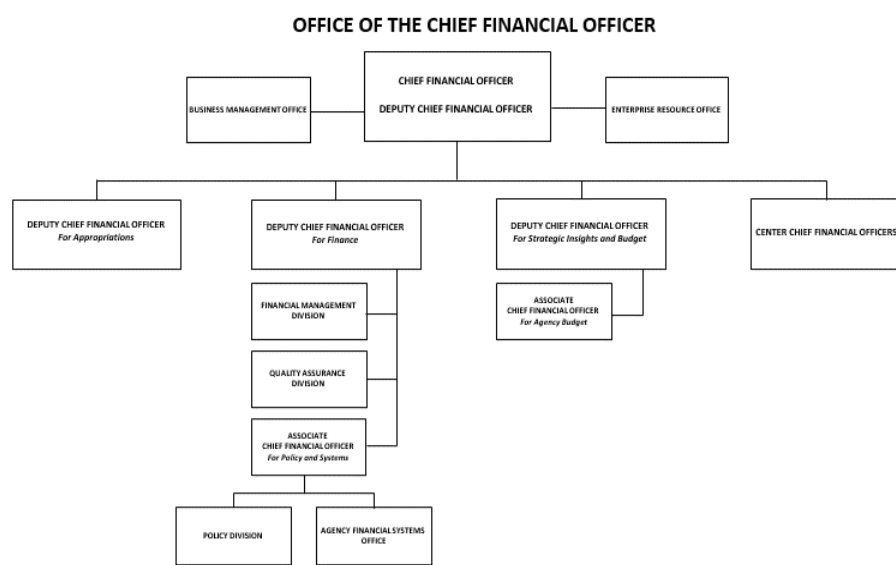 OFFICE OF THE CHIEF FINANCIAL OFFICER
CHIEF FINANCIAL OFFICER
DEPUTY CHIEF FINANCIAL OFFICER
BUSINESS MANAGEMENT OFFICE
ENTERPRISE RESOURCE OFFICE
DEPUTY CHIEF FINANCIAL OFFICER
For Appropriations
DEPUTY CHIEF FINANCIAL OFFICER
For Finance
DEPUTY CHIEF FINANCIAL OFFICER
For Strategic Insights and Budget
CENTER CHIEF FINANCIAL OFFICERS
FINANCIAL MANAGEMENT
DIVISION
QUALITY ASSURANCE
DIVISION
ASSOCIATE
CHIEF FINANCIAL OFFICER
For Policy and Systems
POLICY DIVISION
AGENCY FINANCIAL SYSTEMS
OFFICE
ASSOCIATE
CHIEF FINANCIAL OFFICER
For Agency Budget